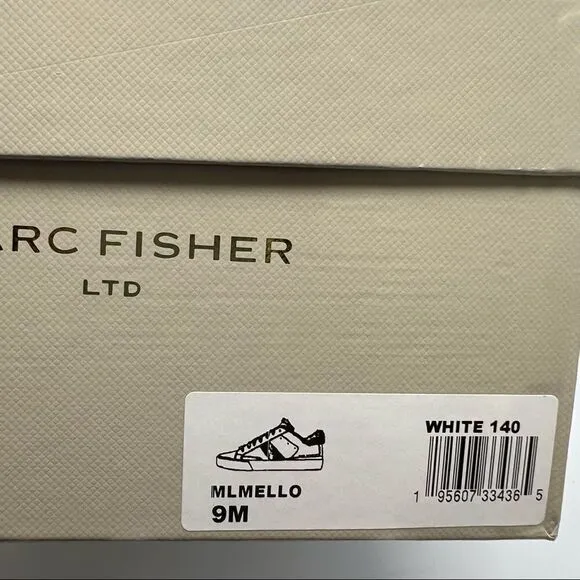 ARC FISHER
LTD
WHITE 140
MLMELLO
9M
1 95607 33436 5